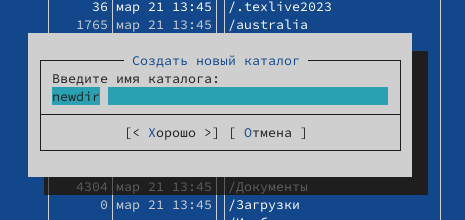 36 мар 21 13:45 /.texlive2023
1765 мар 21 13:45 /australia
Создать новый каталог
Введите имя каталога:
newdir
[< Хорошо >] [ Отмена ]
4304 мар 21 13:45 /Документы
0 мар 21 13:45 /Загрузки